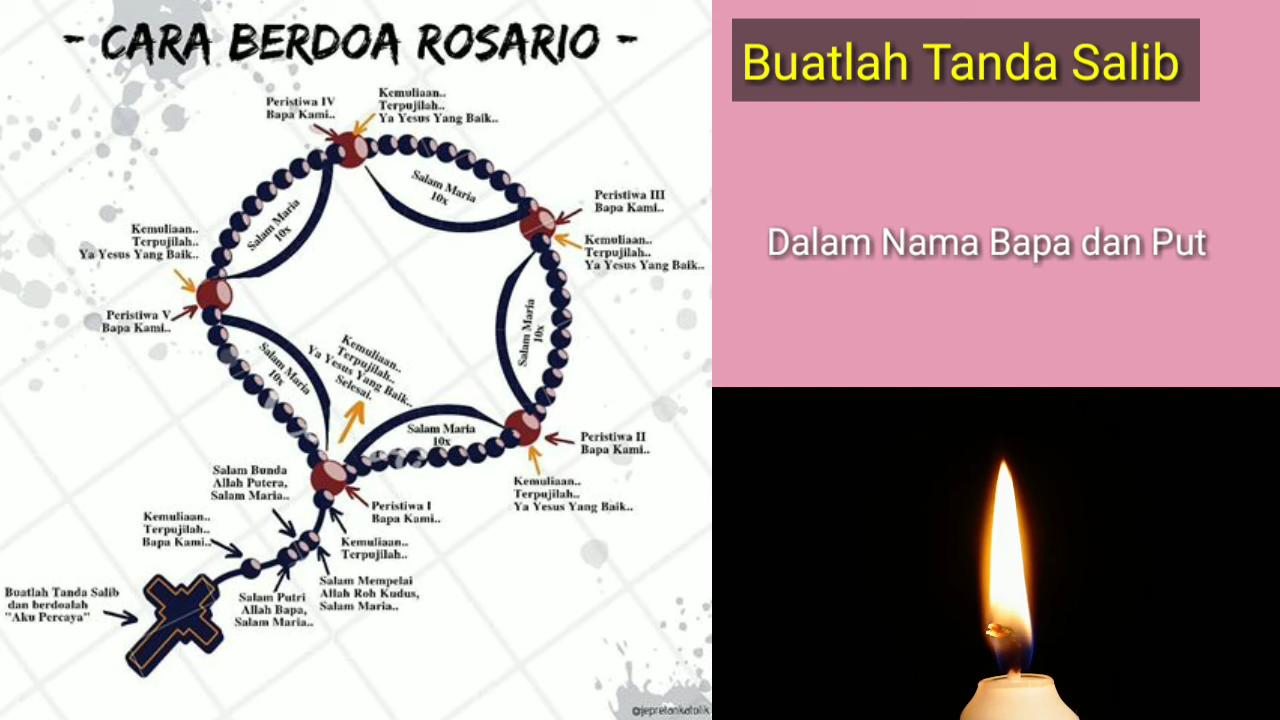 - CARA BERDOA ROSARIO -
Peristiwa IV
Bapa Kami..
Kemuliaan..
Terpujilah..
Ya Yesus Yang Baik..
Salam Maria
10x
Peristiwa III
Bapa Kami..
Kemuliaan..
Terpujilah..
Ya Yesus Yang Baik..
Salam Maria
10x
Kemuliaan..
Terpujilah..
Ya Yesus Yang Baik..
Peristiwa V
Bapa Kami..
Salam Maria
10x
Salam Maria
10x
Kemuliaan..
Terpujilah..
Ya Yesus Yang Baik..
Selesai.
Salam Maria
10x
Peristiwa II
Bapa Kami..
Kemuliaan..
Terpujilah..
Ya Yesus Yang Baik..
Peristiwa I
Bapa Kami..
Salam Bunda
Allah Putera,
Salam Maria..
Kemuliaan..
Terpujilah..
Bapa Kami..
Kemuliaan..
Terpujilah..
Salam Mempelai
Allah Roh Kudus,
Salam Maria..
Salam Putri
Allah Bapa,
Salam Maria..
Buatlah Tanda Salib
dan berdoalah
"Aku Percaya"
@jepretankatolik
Buatlah Tanda Salib
Dalam Nama Bapa dan Put